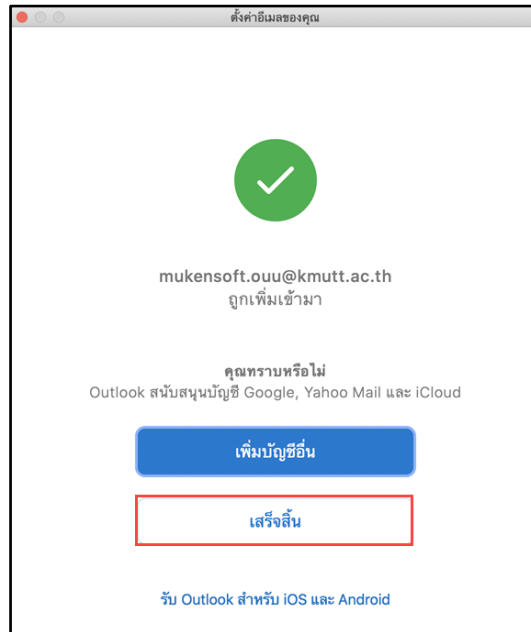 ตั้งค่าอีเมลของคุณ
mukensoft.ouu@kmutt.ac.th
ถูกเพิ่มเข้ามา
คุณทราบหรือไม่
Outlook สนับสนุนบัญชี Google, Yahoo Mail และ iCloud
เพิ่มบัญชีอื่น
เสร็จสิ้น
รับ Outlook สำหรับ iOS และ Android